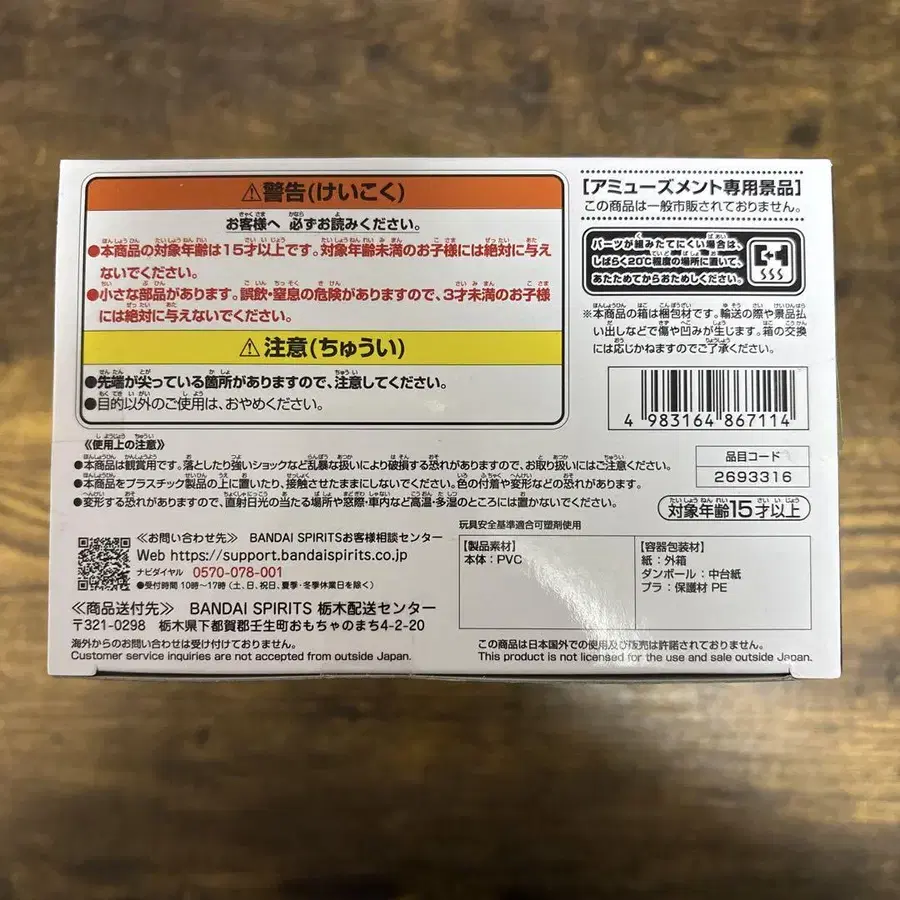 ⚠警告(けいこく)
お客様へ 必ずお読みください。
●本商品の対象年齢は15才以上です。対象年齢未満のお子様には絶対に与え
ないでください。
●小さな部品があります。誤飲・窒息の危険がありますので、3才未満のお子様
には絶対に与えないでください。
⚠注意(ちゅうい)
●先端が尖っている箇所がありますので、注意してください。
●目的以外のご使用は、おやめください。
《使用上の注意》
●本商品は観賞用です。落としたり強いショックなど乱暴な扱いにより破損する恐れがありますので、お取り扱いにはご注意ください。
●本商品をプラスチック製品の上に置いたり、接触させたままにしないでください。色の付着や変形などの恐れがあります。
●変形する恐れがありますので、直射日光の当たる場所や窓際・車内など高温・多湿のところには置かないでください。
≪お問い合わせ先≫ BANDAI SPIRITSお客様相談センター
Web https://support.bandaispirits.co.jp
ナビダイヤル 0570-078-001
●受付時間 10時〜17時(土、日、祝日、夏季・冬季休業日を除く)
≪商品送付先≫ BANDAI SPIRITS 栃木配送センター
〒321-0298 栃木県下都賀郡壬生町おもちゃのまち4-2-20
海外からのお問い合わせは受け付けておりません。
Customer service inquiries are not accepted from outside Japan.
[アミューズメント専用景品]
この商品は一般市販されておりません。
パーツが組みたてにくい場合は、
しばらく20℃程度の場所に置いて、
あたためてからおためしください。
※本商品の箱は梱包材です。輸送の際や景品払
い出しなどで傷や凹みが生じます。箱の交換
には応じかねますのでご了承ください。
4 983164 867114
品目コード
2693316
対象年齢15才以上
玩具安全基準適合可塑剤使用
【製品素材】
本体:PVC
【容器包装材】
紙:外箱
ダンボール:中台紙
プラ:保護材 PE
この商品は日本国外での使用及び販売は許諾されておりません。
This product is not licensed for the use and sale outside Japan.